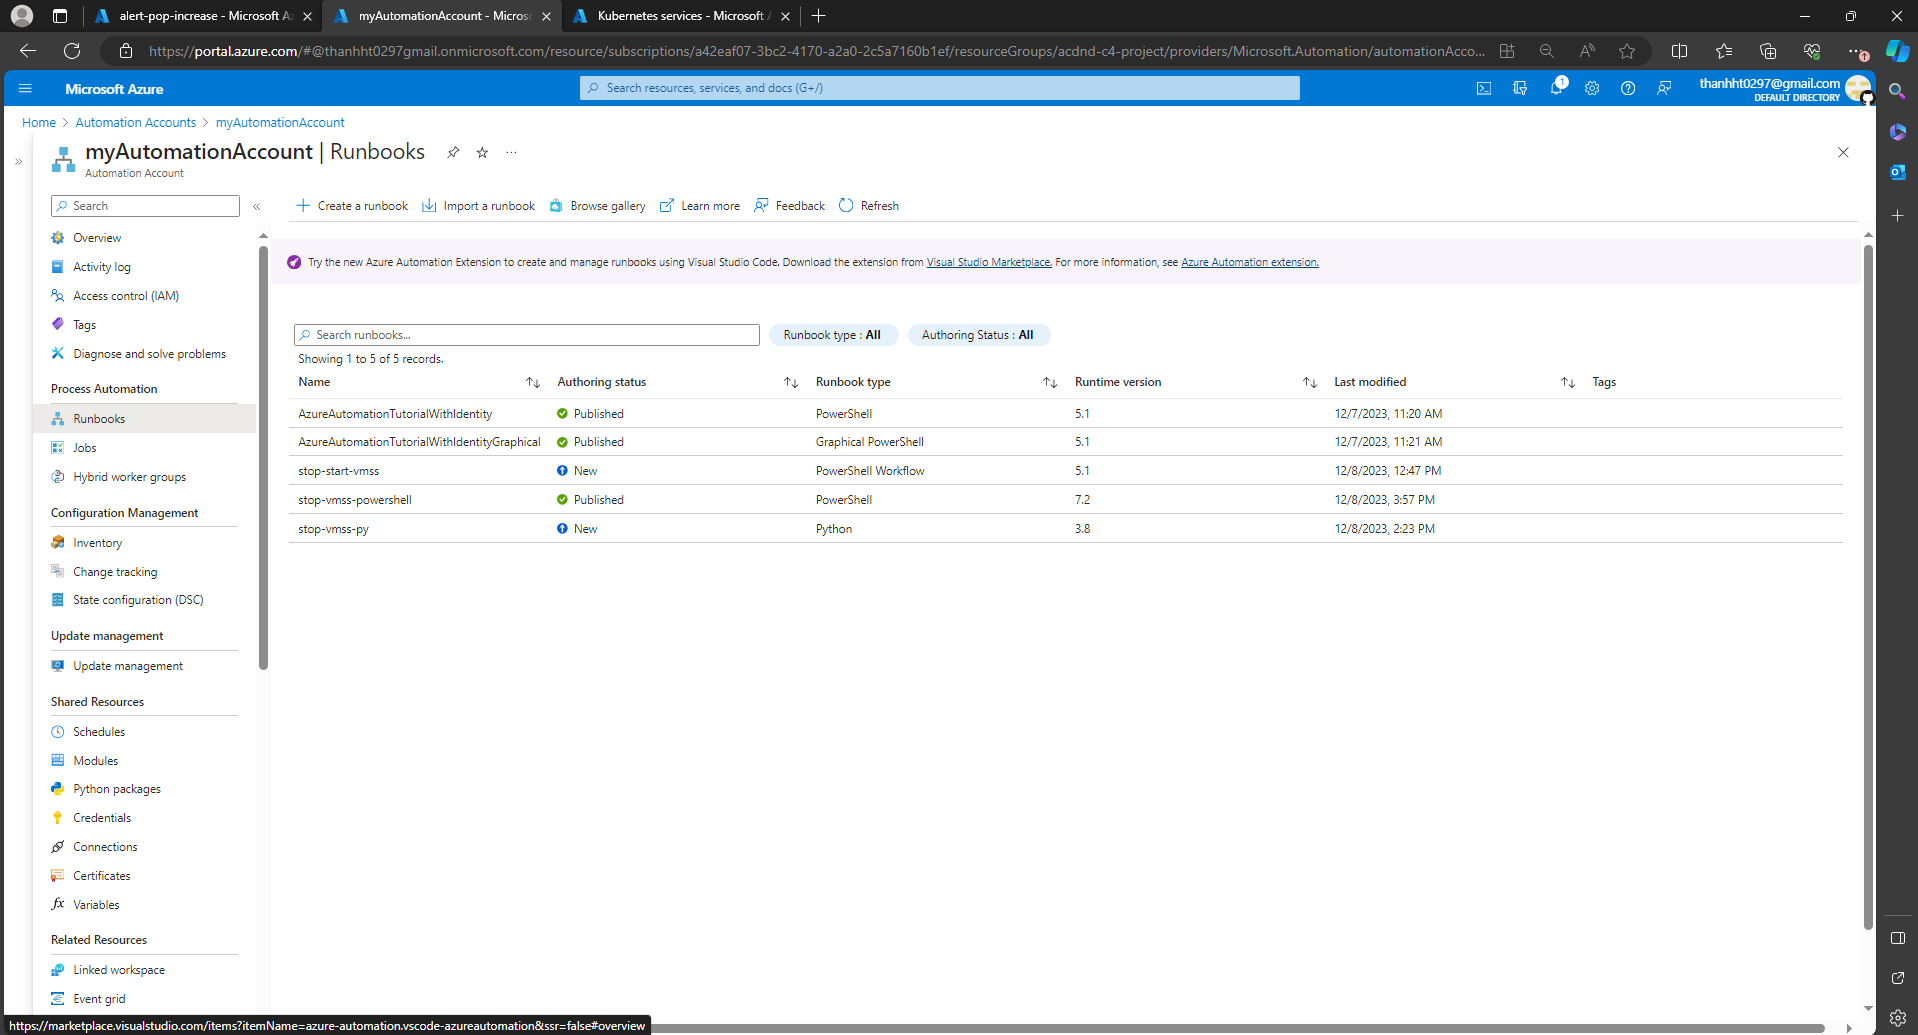 alert-pop-increase - Microsoft Az
myAutomationAccount - Microsoft
Kubernetes services - Microsoft A
https://portal.azure.com/#@thanhht0297gmail.onmicrosoft.com/resource/subscriptions/a42eaf07-3bc2-4170-a2a0-2c5a7160b1ef/resourceGroups/acdnd-c4-project/providers/Microsoft.Automation/automationAcco...
Microsoft Azure
Search resources, services, and docs (G+/)
1
thanhht0297@gmail.com
DEFAULT DIRECTORY
Home > Automation Accounts > myAutomationAccount
myAutomationAccount | Runbooks
Automation Account
Search
Create a runbook Import a runbook Browse gallery Learn more Feedback Refresh
Try the new Azure Automation Extension to create and manage runbooks using Visual Studio Code. Download the extension from Visual Studio Marketplace. For more information, see Azure Automation extension.
Overview
Activity log
Access control (IAM)
Tags
Diagnose and solve problems
Process Automation
Runbooks
Jobs
Hybrid worker groups
Configuration Management
Inventory
Change tracking
State configuration (DSC)
Update management
Update management
Shared Resources
Schedules
Modules
Python packages
Credentials
Connections
Certificates
Variables
Related Resources
Linked workspace
Event grid
Search runbooks...
Runbook type : All
Authoring Status : All
Showing 1 to 5 of 5 records.
Name Authoring status Runbook type Runtime version Last modified Tags
AzureAutomationTutorialWithIdentity Published PowerShell 5.1 12/7/2023, 11:20 AM
AzureAutomationTutorialWithIdentityGraphical Published Graphical PowerShell 5.1 12/7/2023, 11:21 AM
stop-start-vmss New PowerShell Workflow 5.1 12/8/2023, 12:47 PM
stop-vmss-powershell Published PowerShell 7.2 12/8/2023, 3:57 PM
stop-vmss-py New Python 3.8 12/8/2023, 2:23 PM
https://marketplace.visualstudio.com/items?itemName=azure-automation.vscode-azureautomation&ssr=false#overview